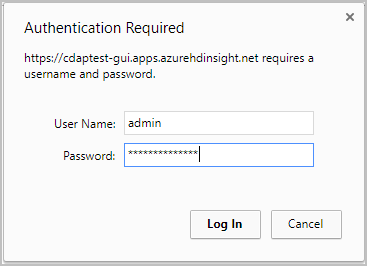 Authentication Required
https://cdaptest-gui.apps.azurehdinsight.net requires a
username and password.
User Name: admin
Password: **************
Log In Cancel